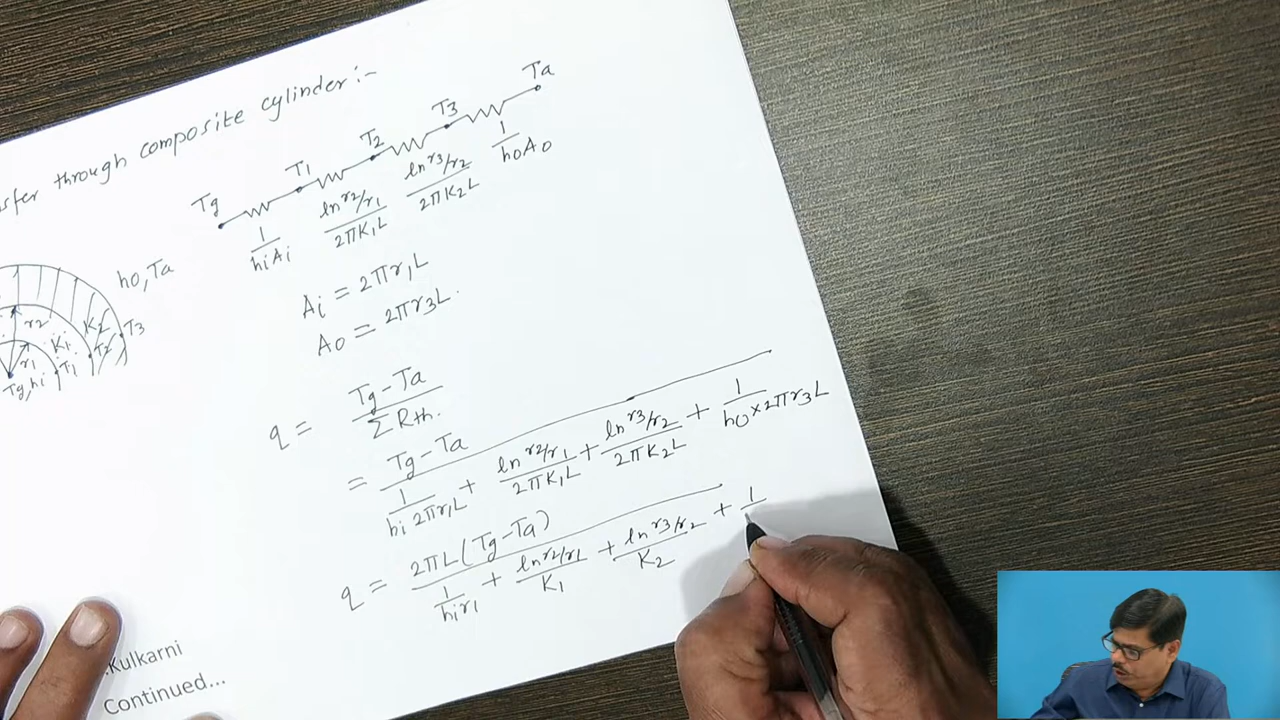 through composite cylinder:-
Tg T1 T2 T3 Ta
1/hiAi ln r2/r1/2πK1L ln r3/r2/2πK2L 1/hoAo
ho,Ta
r2 K2 T3
r1 K1 T1 T2
Tg,hi
Ai = 2πr1L
Ao = 2πr3L.
q = Tg-Ta/ΣRth.
= Tg-Ta/1/hi 2πr1L + ln r2/r1/2πK1L + ln r3/r2/2πK2L + 1/ho×2πr3L
q = 2πL(Tg-Ta)/1/hir1 + ln r2/r1/K1 + ln r3/r2/K2 + 1/
.Kulkarni
Continued...